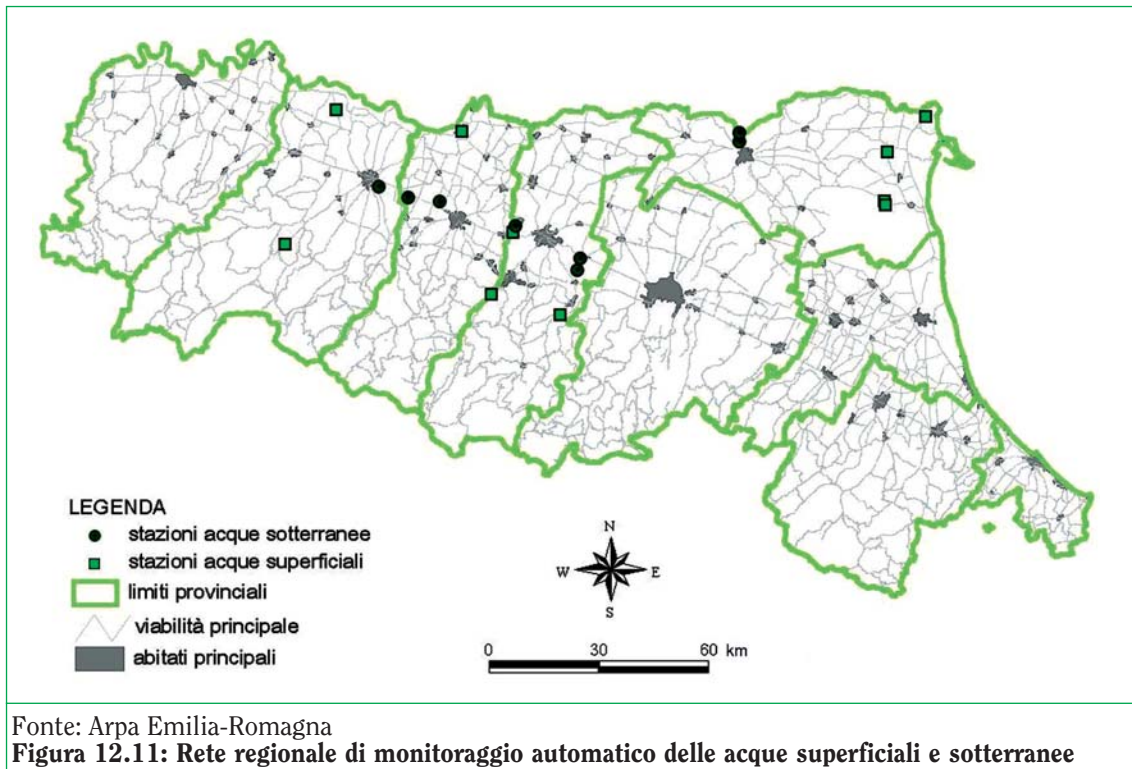 LEGENDA
stazioni acque sotterranee
stazioni acque superficiali
limiti provinciali
viabilità principale
abitati principali
N
W E
S
0 30 60 km
Fonte: Arpa Emilia-Romagna
Figura 12.11: Rete regionale di monitoraggio automatico delle acque superficiali e sotterranee